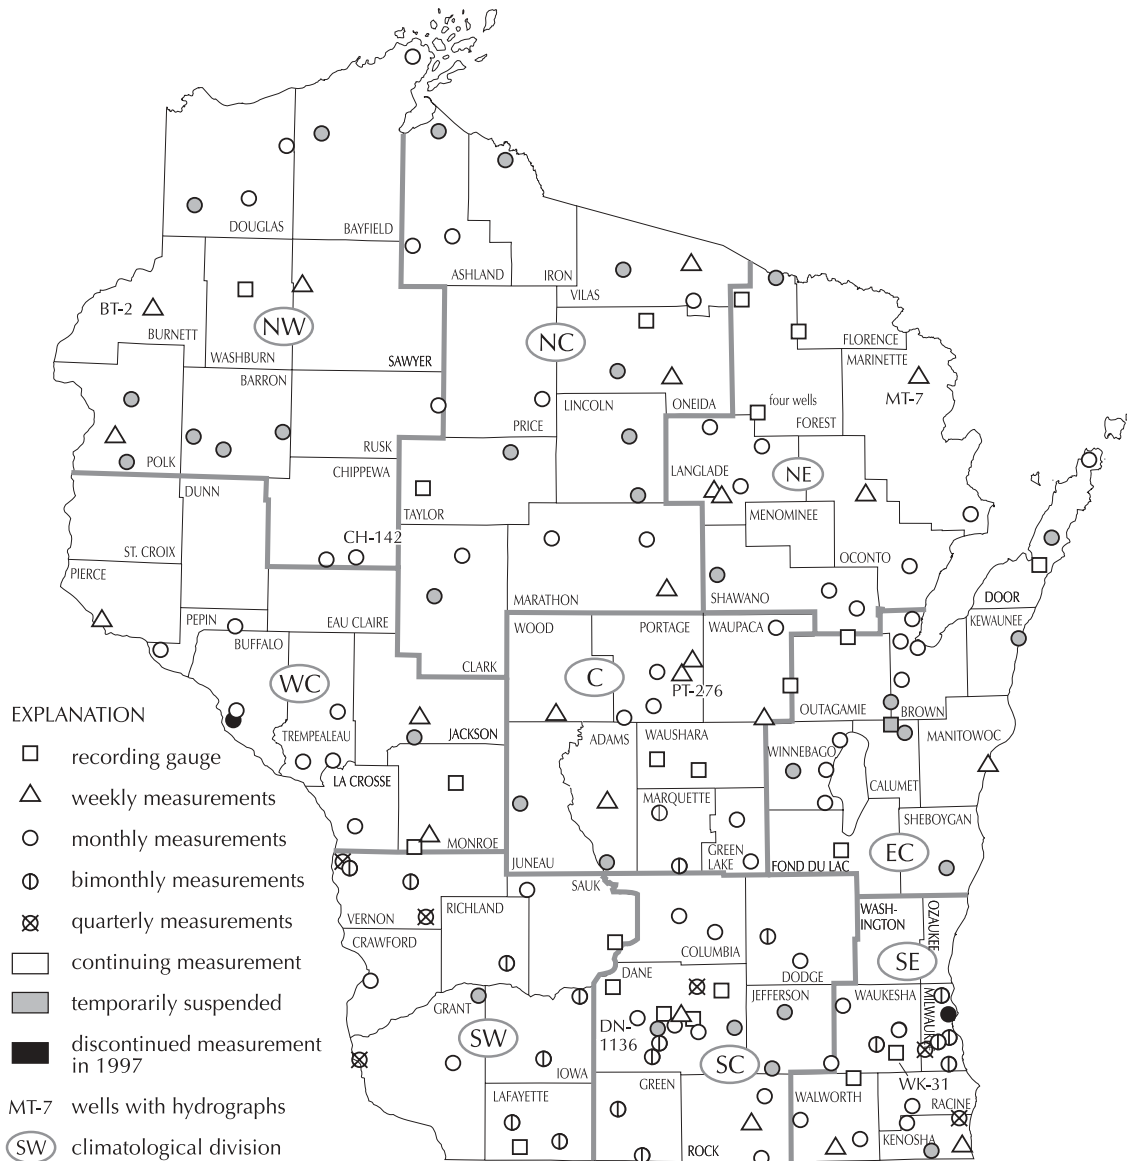 DOUGLAS
BAYFIELD
ASHLAND
IRON
VILAS
BT-2
BURNETT
NW
WASHBURN
SAWYER
NC
FLORENCE
MARINETTE
MT-7
BARRON
LINCOLN
ONEIDA
four wells
FOREST
PRICE
POLK
RUSK
CHIPPEWA
LANGLADE
NE
DUNN
TAYLOR
MENOMINEE
CH-142
ST. CROIX
OCONTO
PIERCE
MARATHON
SHAWANO
DOOR
PEPIN
EAU CLAIRE
WOOD
PORTAGE
WAUPACA
KEWAUNEE
BUFFALO
CLARK
WC
C
PT-276
OUTAGAMIE
BROWN
EXPLANATION
recording gauge
weekly measurements
monthly measurements
bimonthly measurements
quarterly measurements
continuing measurement
temporarily suspended
discontinued measurement
in 1997
MT-7 wells with hydrographs
SW climatological division
TREMPEALEAU
JACKSON
ADAMS
WAUSHARA
WINNEBAGO
MANITOWOC
LA CROSSE
MARQUETTE
CALUMET
SHEBOYGAN
MONROE
JUNEAU
GREEN
LAKE
FOND DU LAC
EC
SAUK
VERNON
RICHLAND
WASH-
INGTON
OZAUKEE
CRAWFORD
COLUMBIA
SE
DANE
DODGE
GRANT
JEFFERSON
WAUKESHA
MILWAUKEE
DN-
1136
SW
SC
IOWA
GREEN
WK-31
LAFAYETTE
WALWORTH
RACINE
ROCK
KENOSHA